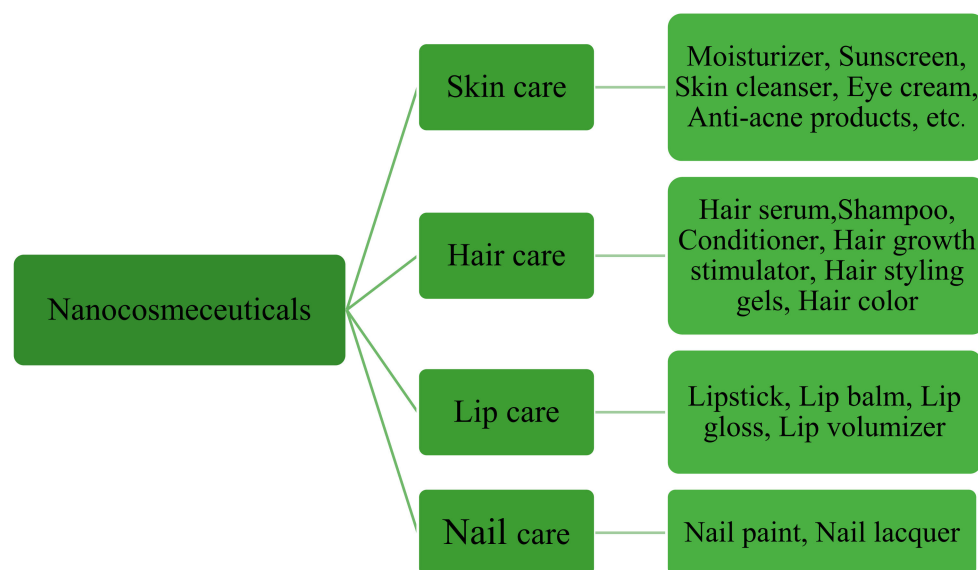 Nanocosmeceuticals
Skin care
Moisturizer, Sunscreen,
Skin cleanser, Eye cream,
Anti-acne products, etc.
Hair care
Hair serum,Shampoo,
Conditioner, Hair growth
stimulator, Hair styling
gels, Hair color
Lip care
Lipstick, Lip balm, Lip
gloss, Lip volumizer
Nail care
Nail paint, Nail lacquer